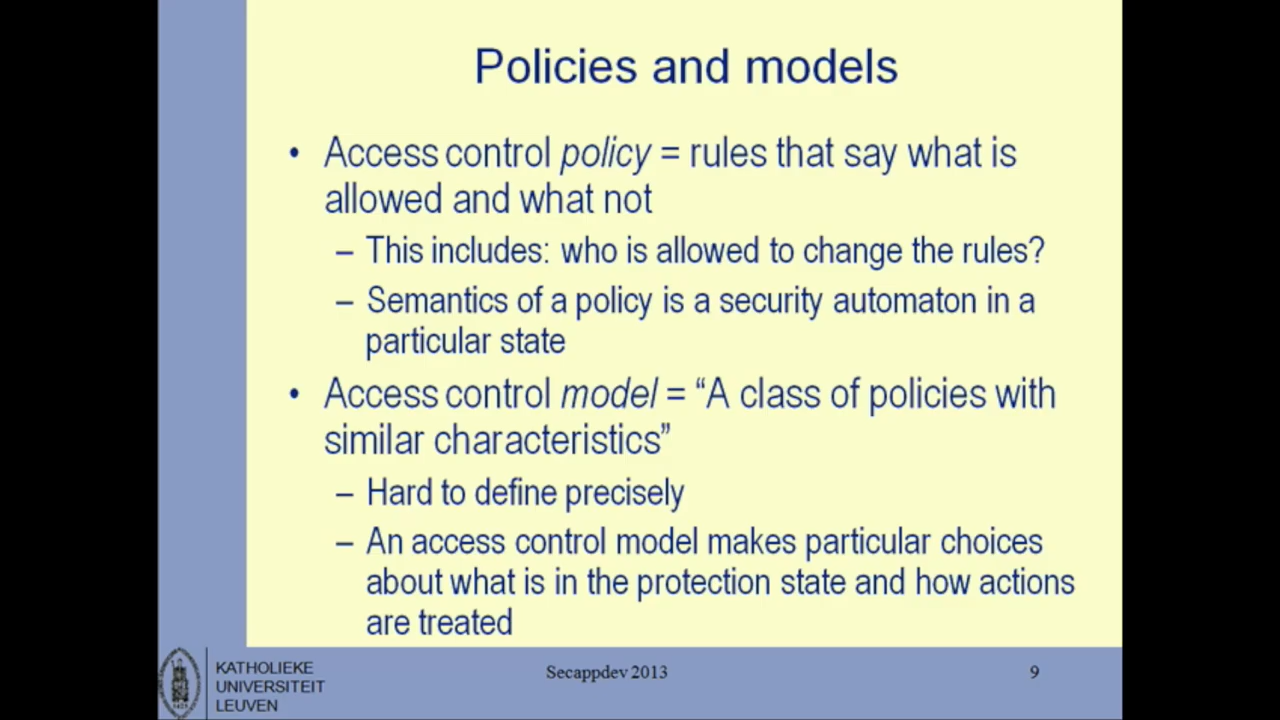 Policies and models
• Access control policy = rules that say what is
allowed and what not
– This includes: who is allowed to change the rules?
– Semantics of a policy is a security automaton in a
particular state
• Access control model = “A class of policies with
similar characteristics”
– Hard to define precisely
– An access control model makes particular choices
about what is in the protection state and how actions
are treated
KATHOLIEKE
UNIVERSITEIT
LEUVEN
Secappdev 2013
9